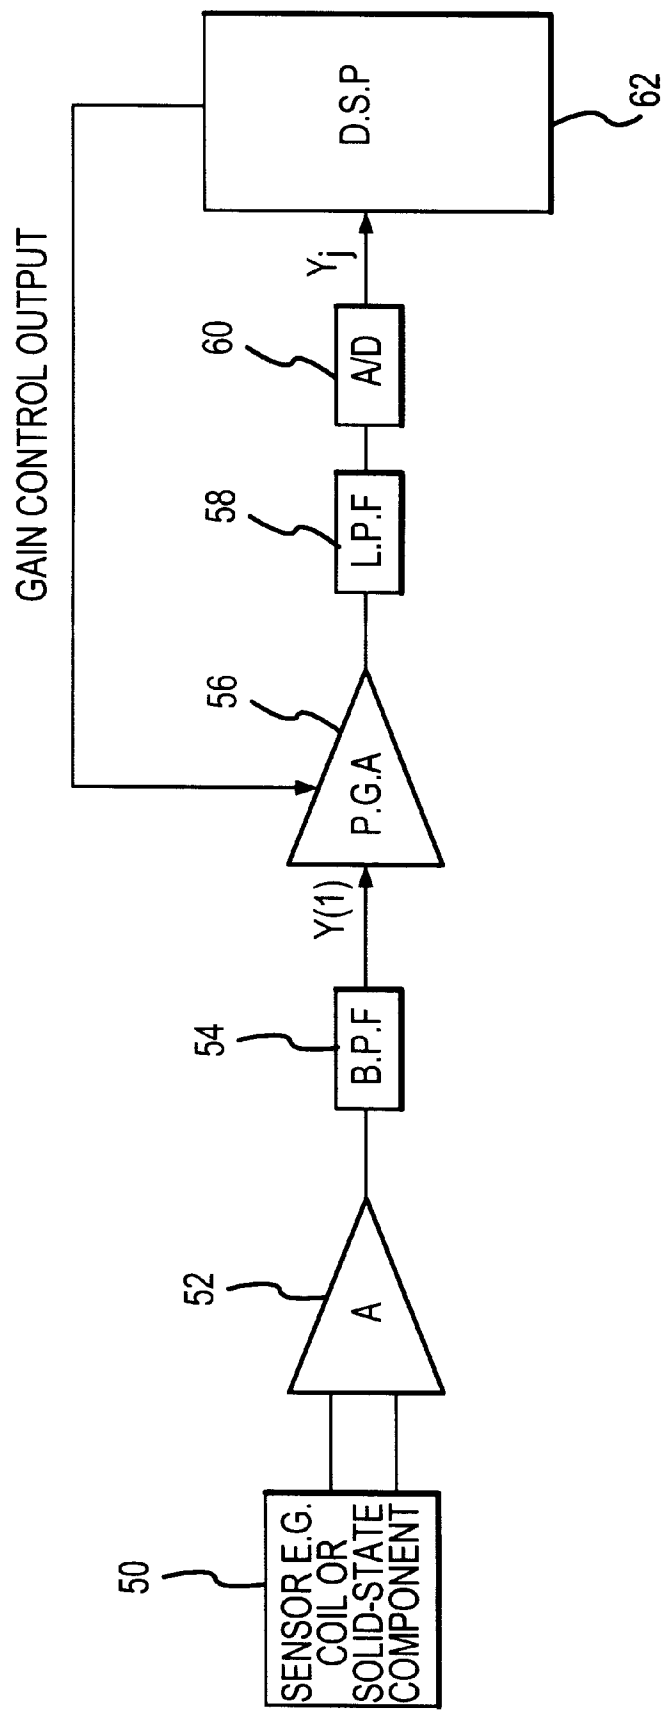 GAIN CONTROL OUTPUT
50
SENSOR E.G.
COIL OR
SOLID-STATE
COMPONENT
52
A
54
B.P.F
Y(1)
56
P.G.A
58
L.P.F
60
A/D
Yj
D.S.P
62